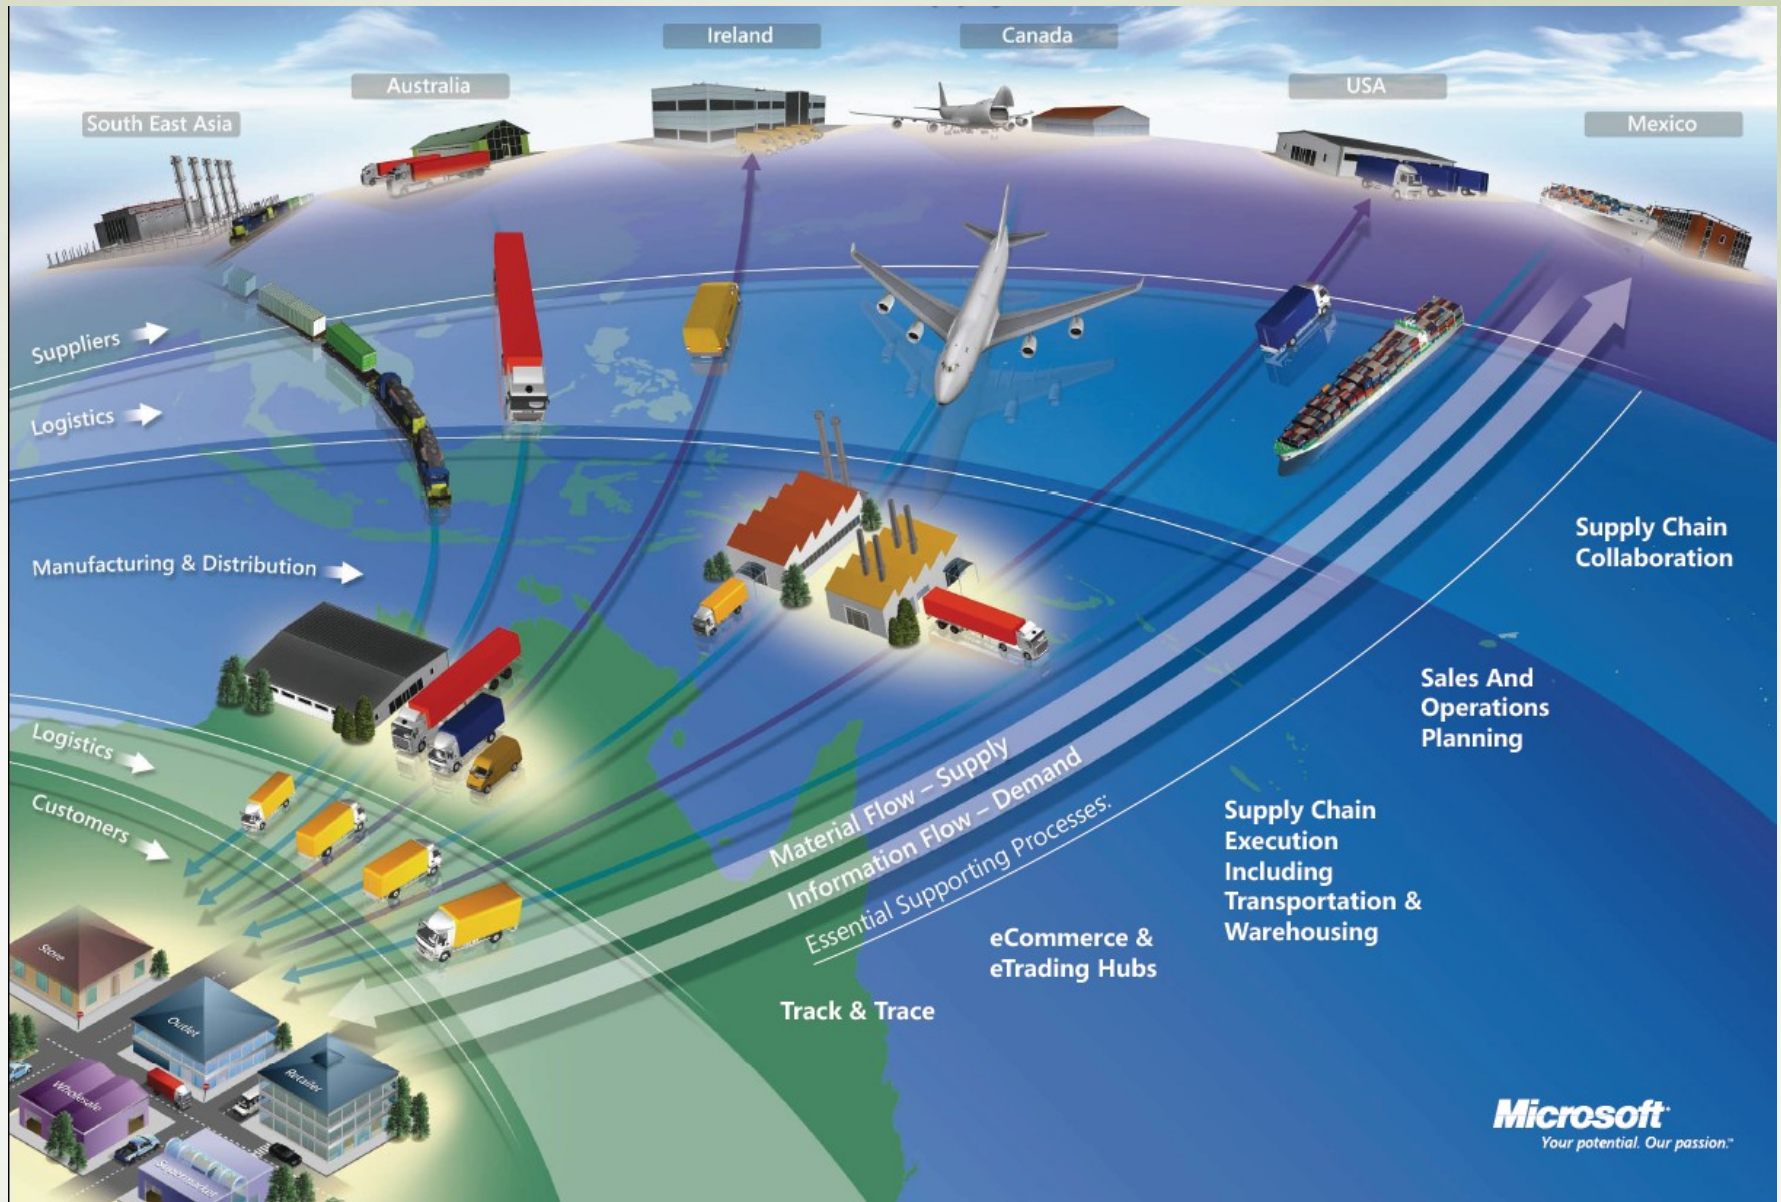 Ireland
Canada
Australia
USA
South East Asia
Mexico
Suppliers
Logistics
Manufacturing & Distribution
Logistics
Customers
Material Flow – Supply
Information Flow – Demand
Essential Supporting Processes:
Supply Chain
Collaboration
Sales And
Operations
Planning
Supply Chain
Execution
Including
Transportation &
Warehousing
eCommerce &
eTrading Hubs
Track & Trace
Store
Outlet
Retailer
Wholesale
Supermarket
Microsoft
Your potential. Our passion.™